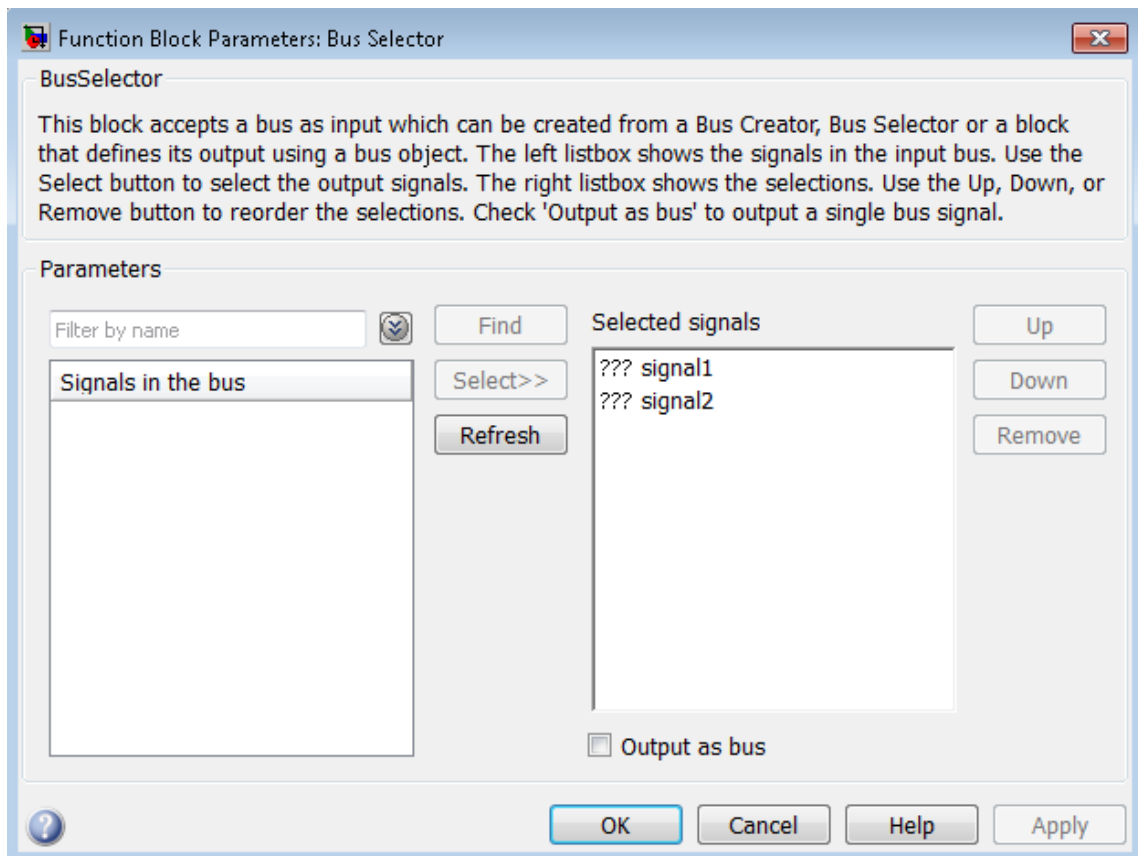 Function Block Parameters: Bus Selector
BusSelector
This block accepts a bus as input which can be created from a Bus Creator, Bus Selector or a block
that defines its output using a bus object. The left listbox shows the signals in the input bus. Use the
Select button to select the output signals. The right listbox shows the selections. Use the Up, Down, or
Remove button to reorder the selections. Check 'Output as bus' to output a single bus signal.
Parameters
Filter by name
Find
Signals in the bus
Select>>
Refresh
Selected signals
??? signal1
??? signal2
Up
Down
Remove
Output as bus
OK
Cancel
Help
Apply